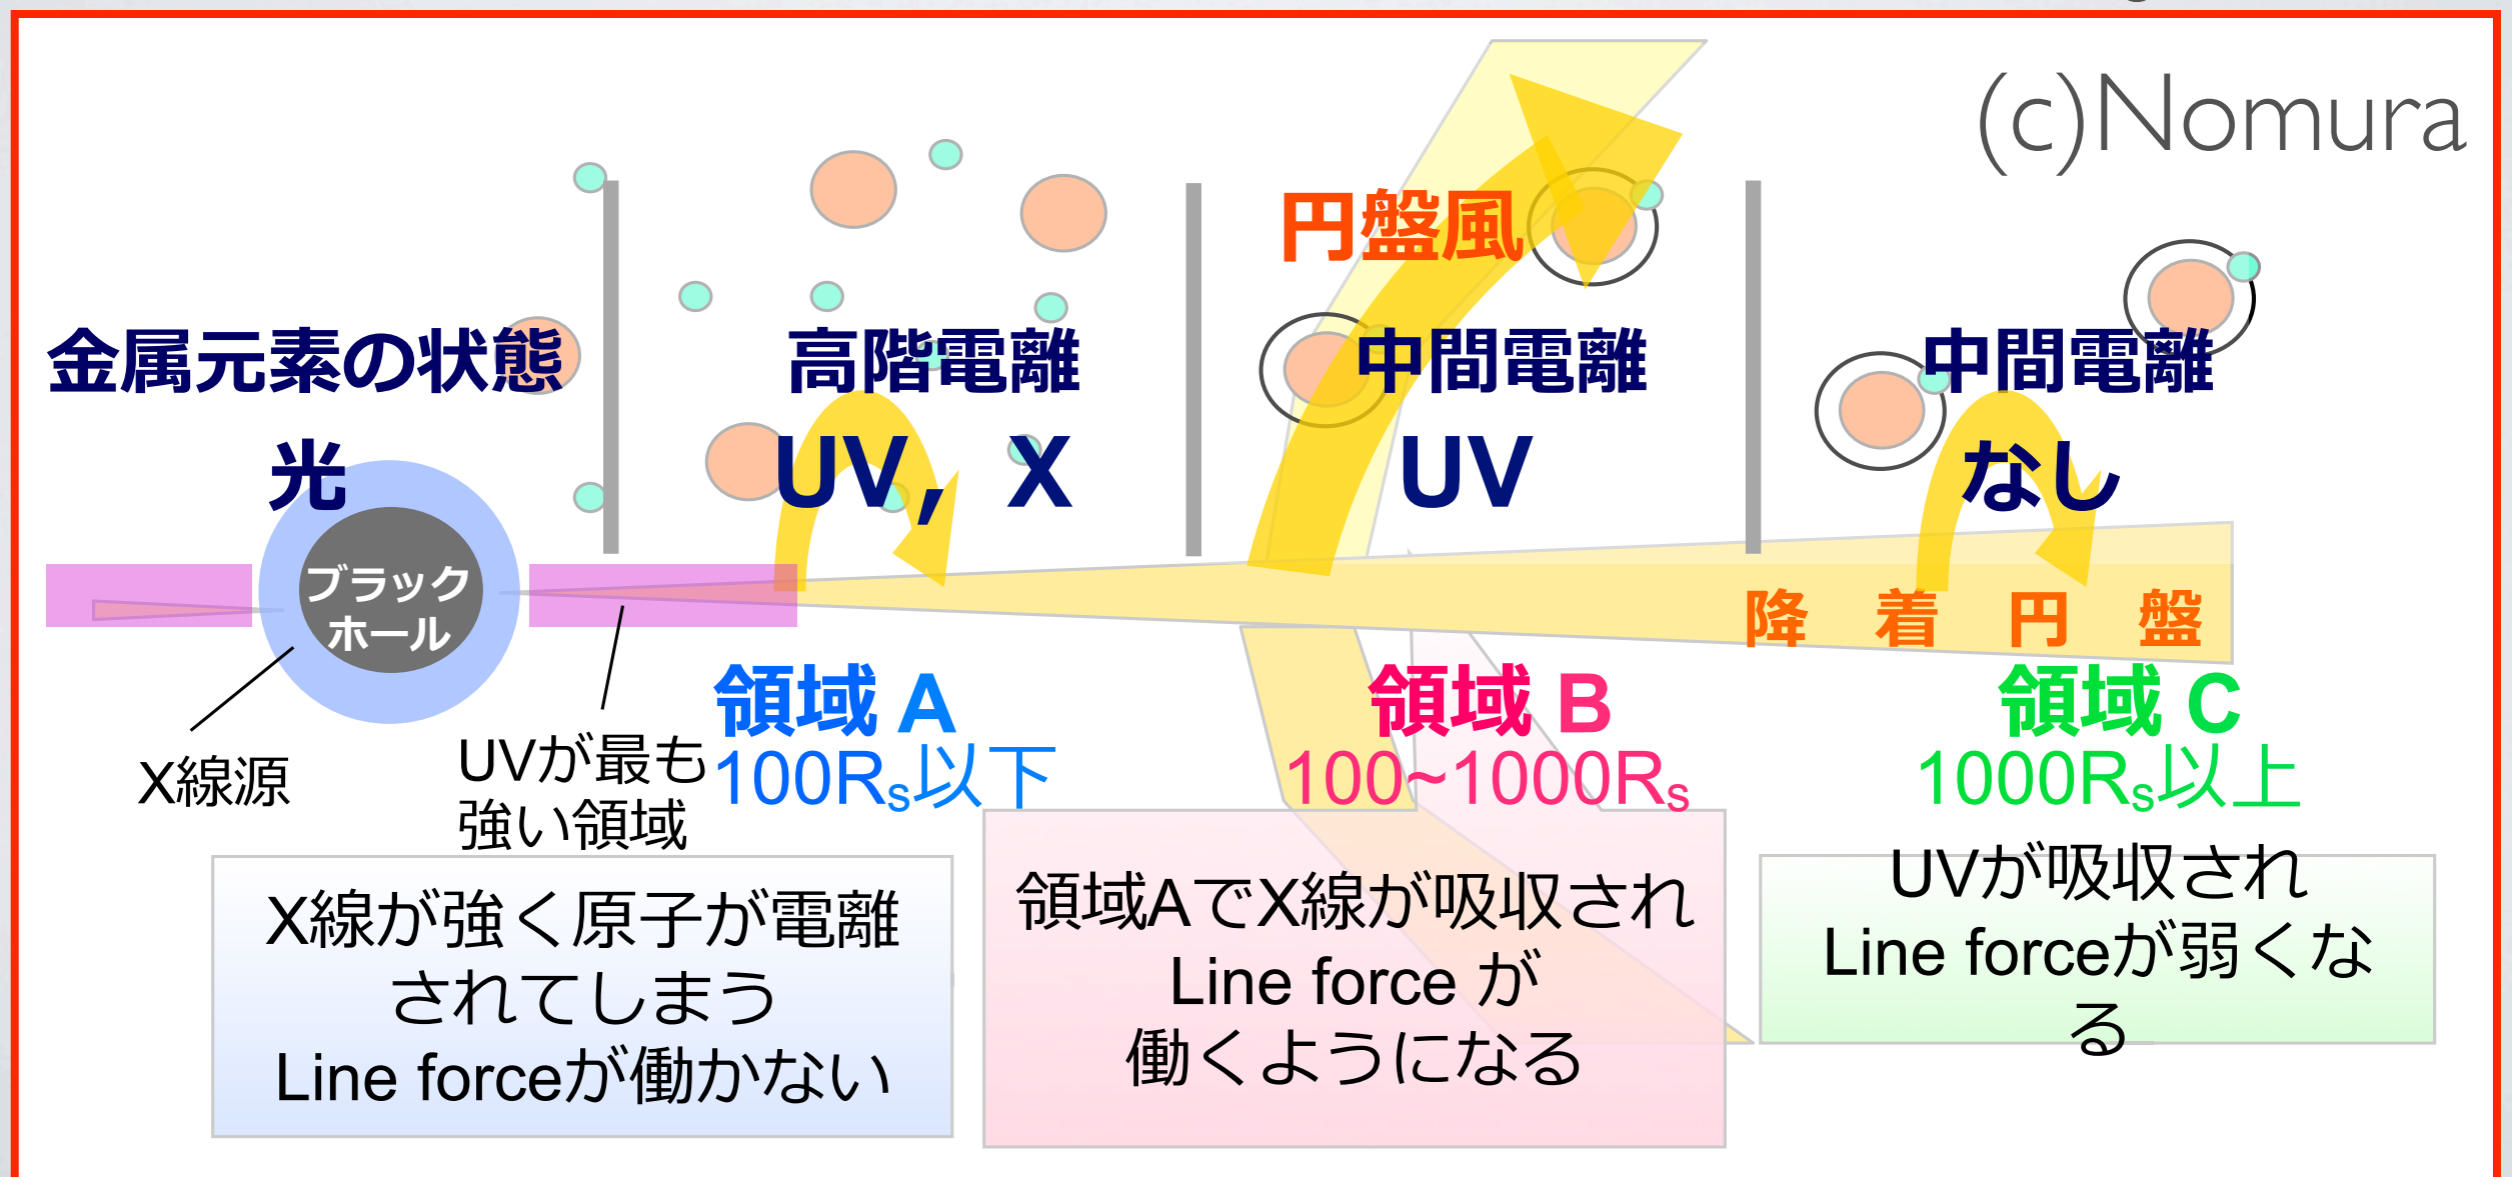 (c)Nomura
円盤風
金属元素の状態
高階電離
中間電離
中間電離
光
UV, X
UV
なし
ブラック
ホール
降 着 円 盤
X線源
UVが最も
強い領域
領域 A
100Rs以下
領域 B
100~1000Rs
領域 C
1000Rs以上
X線が強く原子が電離
されてしまう
Line forceが働かない
領域AでX線が吸収され
Line force が
働くようになる
UVが吸収され
Line forceが弱くな
る